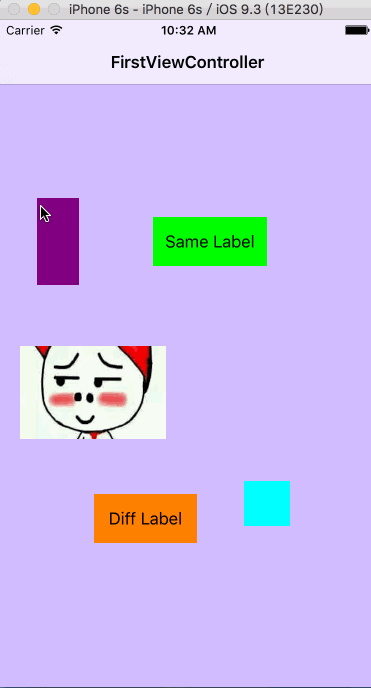 iPhone 6s - iPhone 6s / iOS 9.3 (13E230)
Carrier 10:32 AM
FirstViewController
Same Label
Diff Label